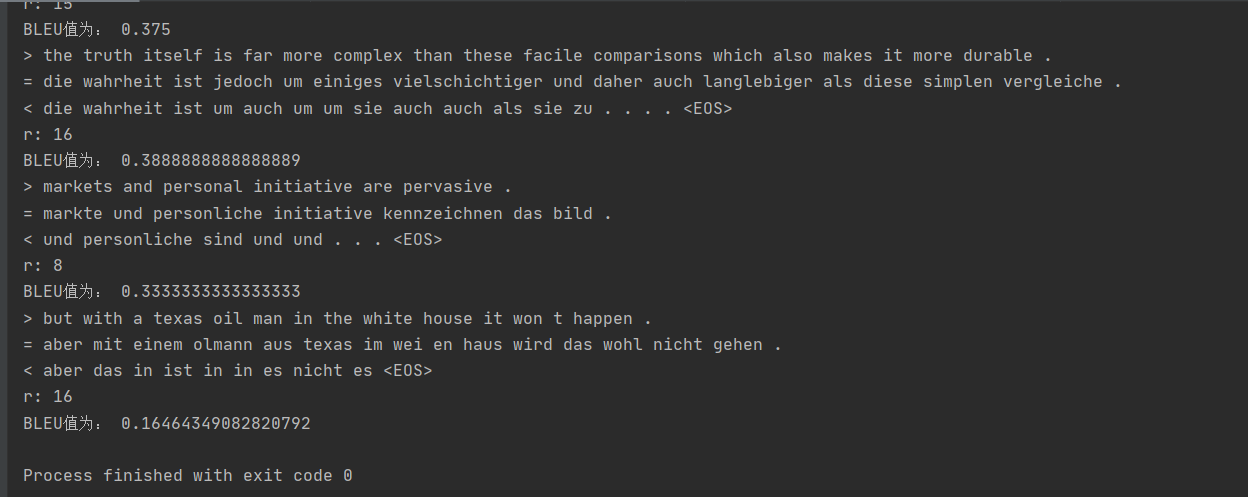 r: 15
BLEU值为： 0.375
> the truth itself is far more complex than these facile comparisons which also makes it more durable .
= die wahrheit ist jedoch um einiges vielschichtiger und daher auch langlebiger als diese simplen vergleiche .
< die wahrheit ist um auch um um sie auch auch als sie zu . . . . <EOS>
r: 16
BLEU值为： 0.3888888888888889
> markets and personal initiative are pervasive .
= markte und personliche initiative kennzeichnen das bild .
< und personliche sind und und . . . <EOS>
r: 8
BLEU值为： 0.3333333333333333
> but with a texas oil man in the white house it won t happen .
= aber mit einem olmann aus texas im wei en haus wird das wohl nicht gehen .
< aber das in ist in in es nicht es <EOS>
r: 16
BLEU值为： 0.16464349082820792
Process finished with exit code 0